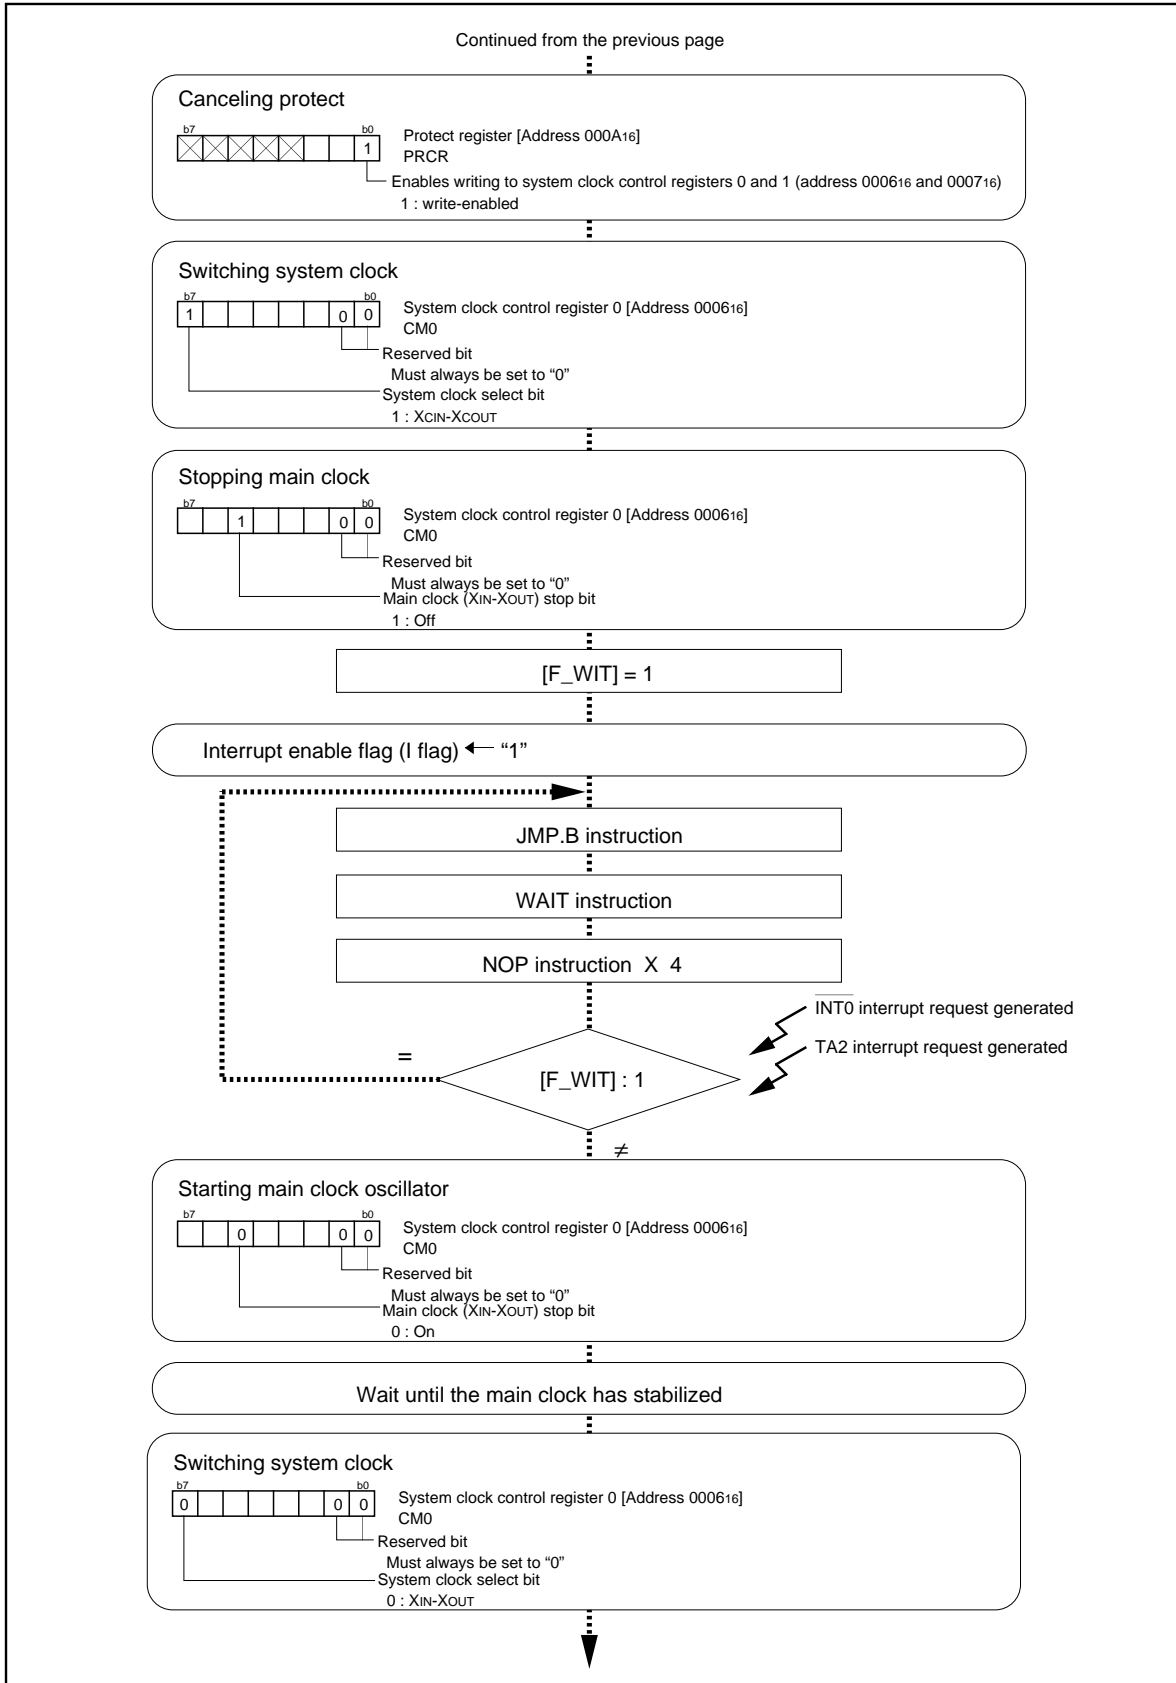 Continued from the previous page
Canceling protect
b7 b0
1
Protect register [Address 000A16]
PRCR
Enables writing to system clock control registers 0 and 1 (address 000616 and 000716)
1 : write-enabled
Switching system clock
b7 b0
1 0 0
System clock control register 0 [Address 000616]
CM0
Reserved bit
Must always be set to “0”
System clock select bit
1 : XCIN-XCOUT
Stopping main clock
b7 b0
1 0 0
System clock control register 0 [Address 000616]
CM0
Reserved bit
Must always be set to “0”
Main clock (XIN-XOUT) stop bit
1 : Off
[F_WIT] = 1
Interrupt enable flag (I flag) ← “1”
JMP.B instruction
WAIT instruction
NOP instruction X 4
INT0 interrupt request generated
TA2 interrupt request generated
=
[F_WIT] : 1
≠
Starting main clock oscillator
b7 b0
0 0 0
System clock control register 0 [Address 000616]
CM0
Reserved bit
Must always be set to “0”
Main clock (XIN-XOUT) stop bit
0 : On
Wait until the main clock has stabilized
Switching system clock
b7 b0
0 0 0
System clock control register 0 [Address 000616]
CM0
Reserved bit
Must always be set to “0”
System clock select bit
0 : XIN-XOUT